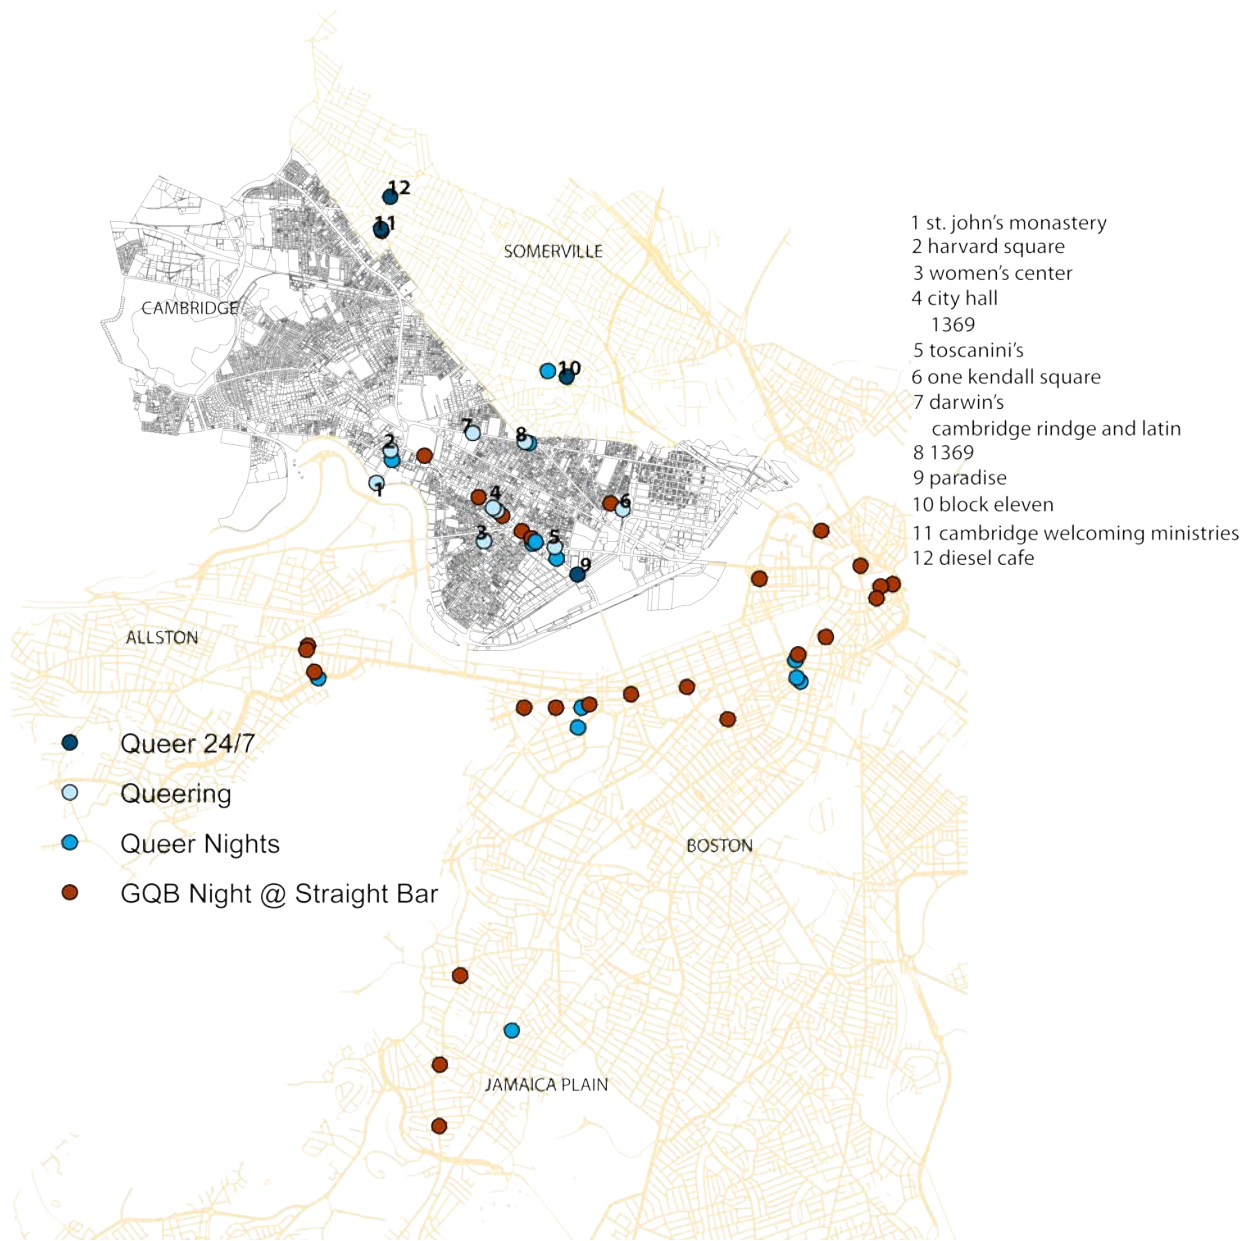 12
11
SOMERVILLE
CAMBRIDGE
10
7
8
2
1
4
6
3
5
9
1 st. john's monastery
2 harvard square
3 women's center
4 city hall
1369
5 toscanini's
6 one kendall square
7 darwin's
cambridge rindge and latin
8 1369
9 paradise
10 block eleven
11 cambridge welcoming ministries
12 diesel cafe
ALLSTON
Queer 24/7
Queering
Queer Nights
GQB Night @ Straight Bar
BOSTON
JAMAICA PLAIN